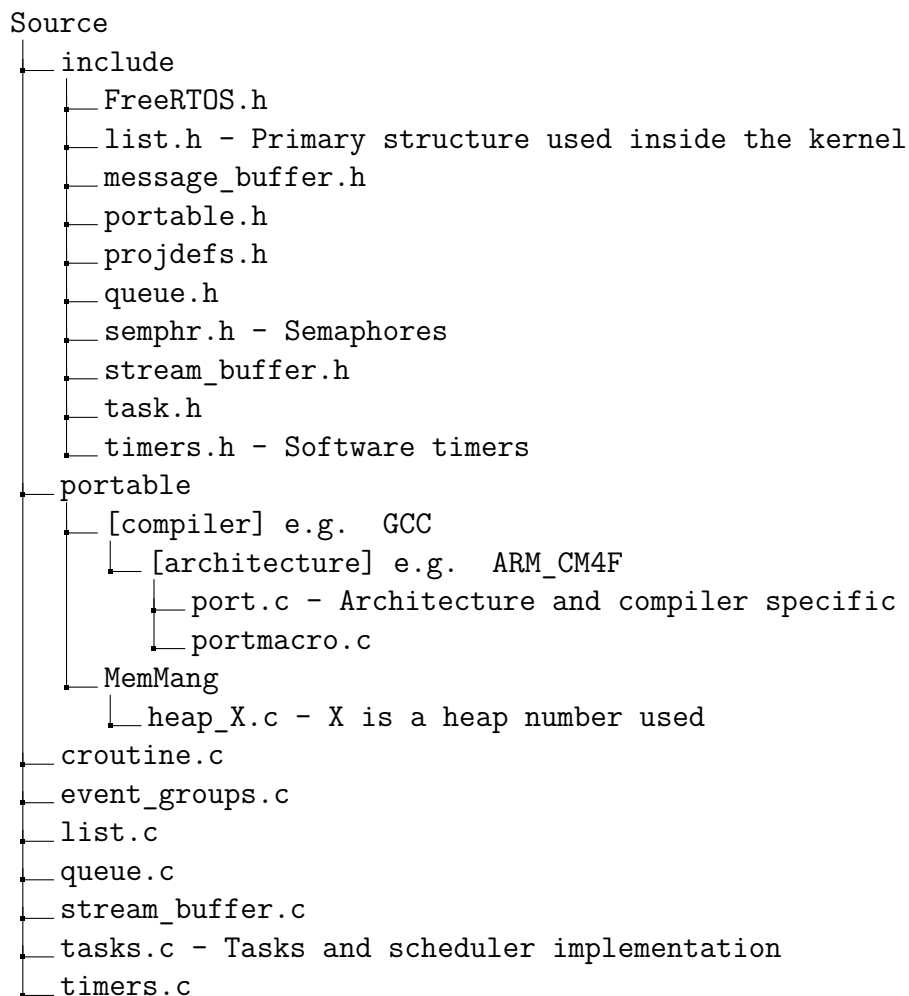 Source
include
FreeRTOS.h
list.h - Primary structure used inside the kernel
message_buffer.h
portable.h
projdefs.h
queue.h
semphr.h - Semaphores
stream_buffer.h
task.h
timers.h - Software timers
portable
[compiler] e.g. GCC
[architecture] e.g. ARM_CM4F
port.c - Architecture and compiler specific
portmacro.c
MemMang
heap_X.c - X is a heap number used
croutine.c
event_groups.c
list.c
queue.c
stream_buffer.c
tasks.c - Tasks and scheduler implementation
timers.c